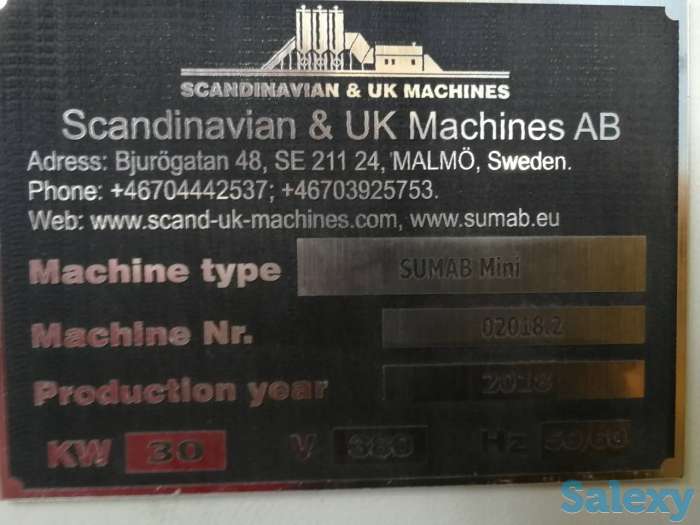 SCANDINAVIAN & UK MACHINES
Scandinavian & UK Machines AB
Adress: Bjurögatan 48, SE 211 24, MALMÖ, Sweden.
Phone: +46704442537; +46703925753.
Web: www.scand-uk-machines.com, www.sumab.eu
Machine type SUMAB Mini
Machine Nr. 02018.2
Production year 2018
KW 30 V 380 Hz 50/60
Salexy